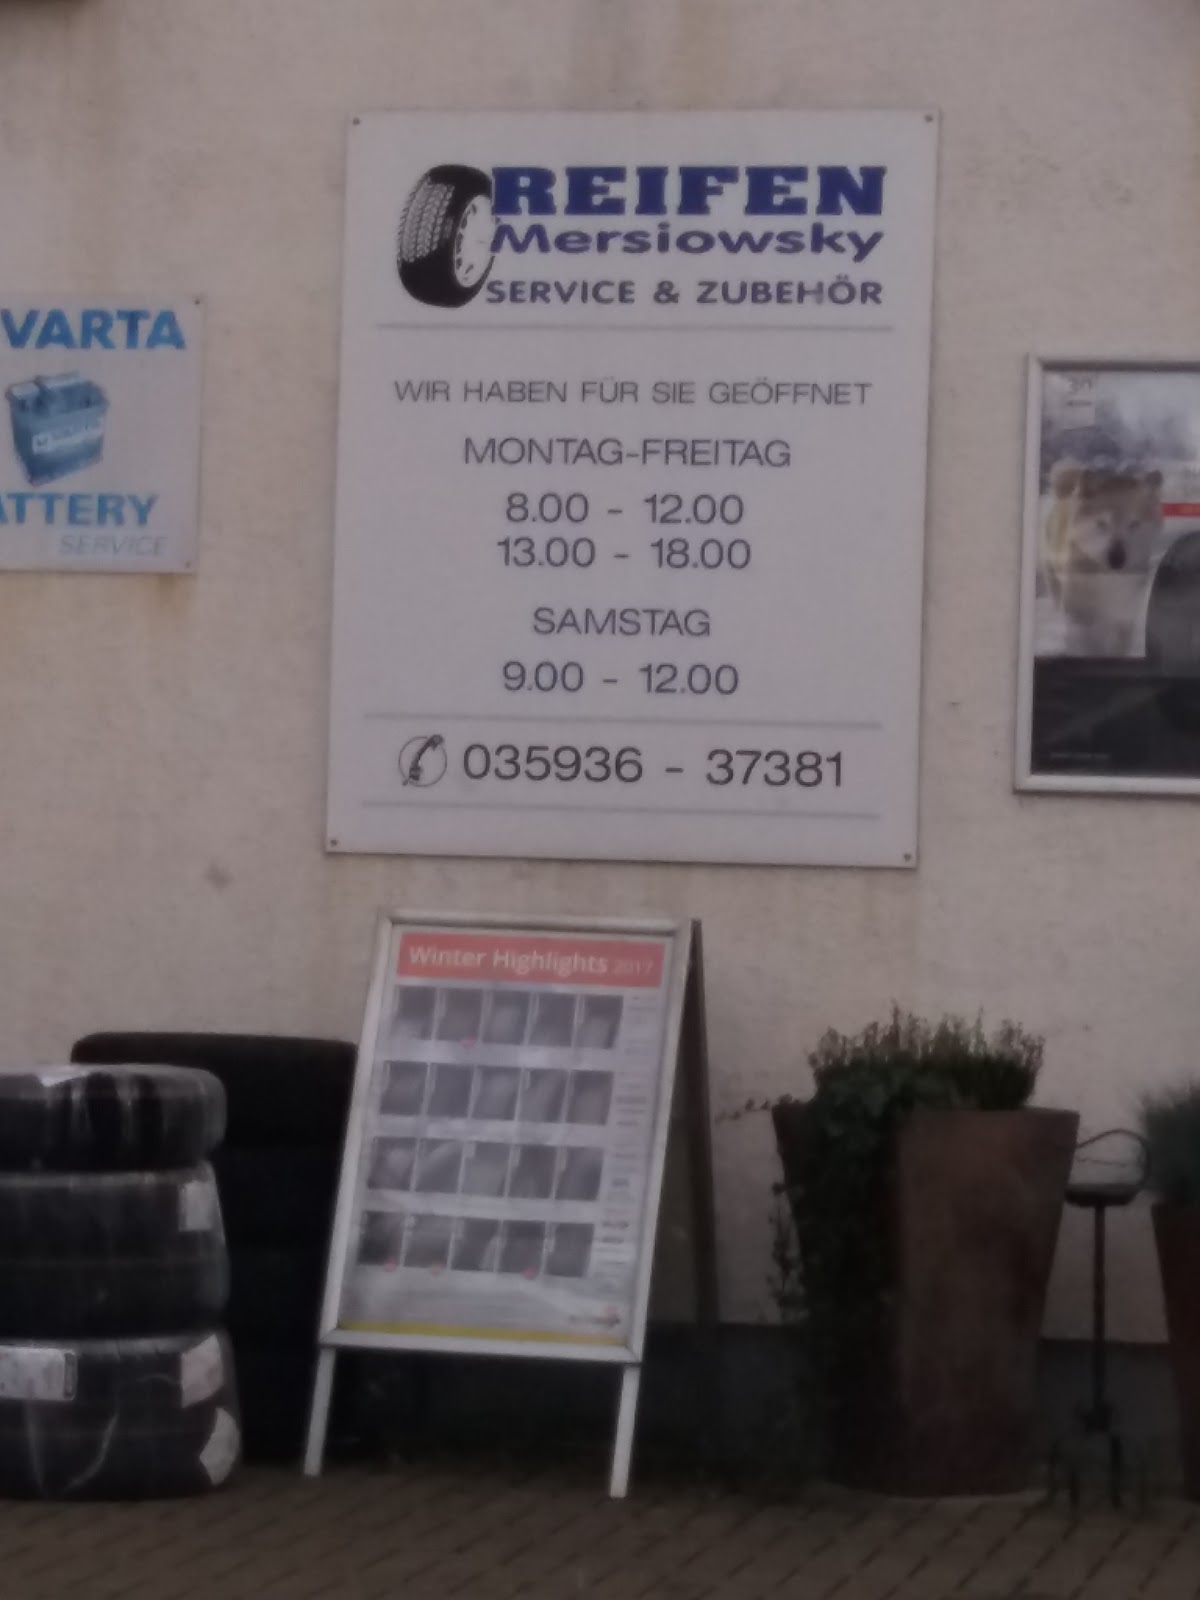 REIFEN
Mersiowsky
SERVICE & ZUBEHÖR
WIR HABEN FÜR SIE GEÖFFNET
MONTAG-FREITAG
8.00 - 12.00
13.00 - 18.00
SAMSTAG
9.00 - 12.00
035936 - 37381
VARTA
ATTERY
SERVICE
Winter Highlights 2017